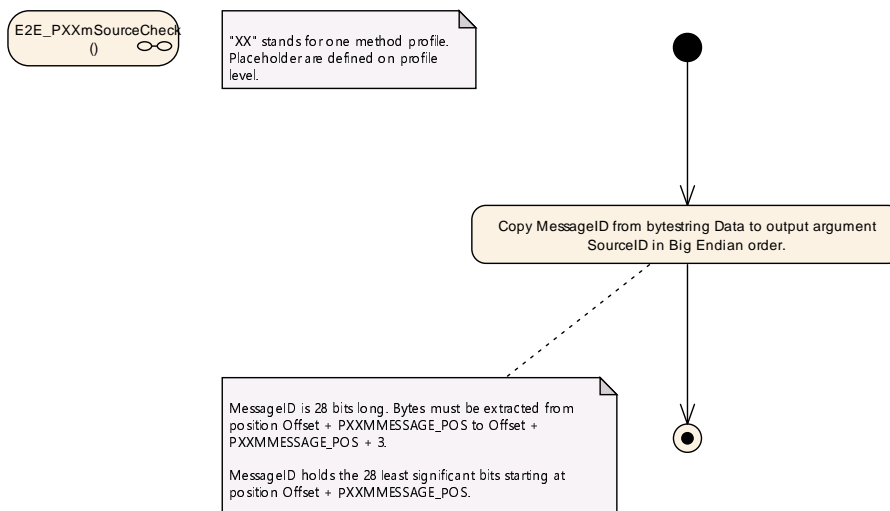 E2E_PXXmSourceCheck
()
"XX" stands for one method profile.
Placeholder are defined on profile
level.
Copy MessageID from bytestring Data to output argument
SourceID in Big Endian order.
MessageID is 28 bits long. Bytes must be extracted from
position Offset + PXXMMESSAGE_POS to Offset +
PXXMMESSAGE_POS + 3.
MessageID holds the 28 least significant bits starting at
position Offset + PXXMMESSAGE_POS.